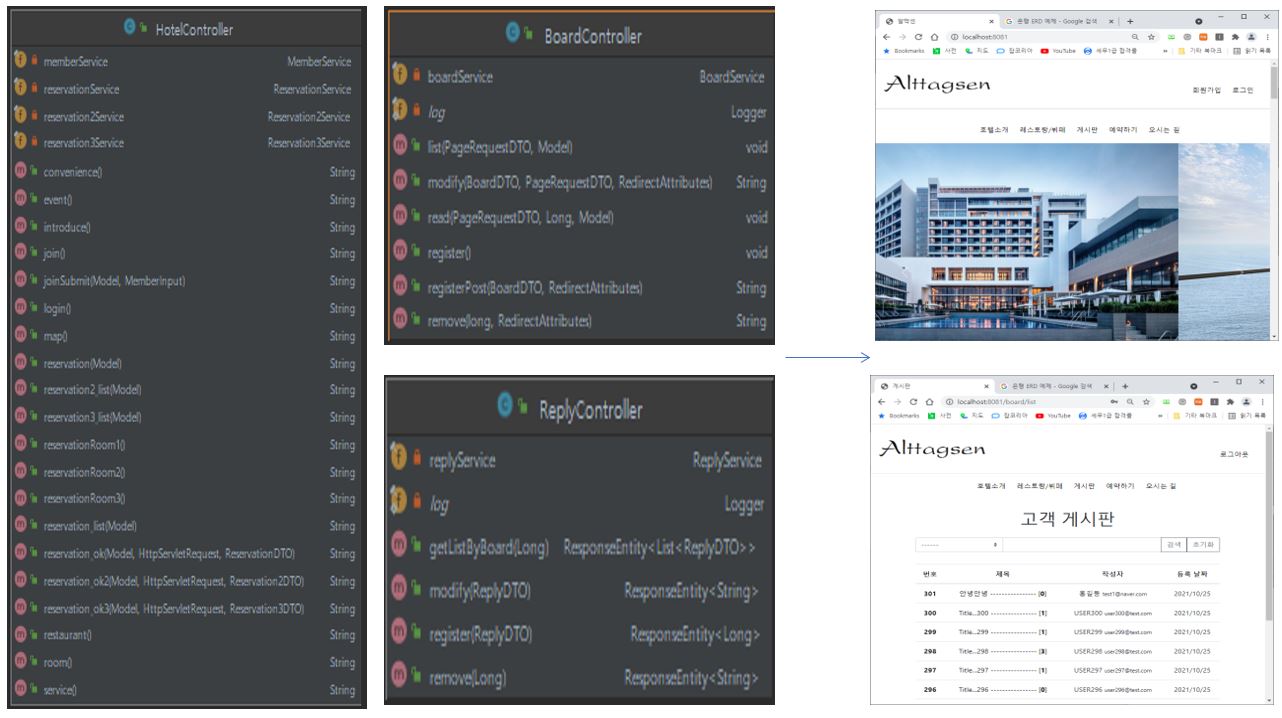 HotelController
memberService MemberService
reservationService ReservationService
reservation2Service Reservation2Service
reservation3Service Reservation3Service
convenience() String
event() String
introduce() String
join() String
joinSubmit(Model, MemberInput) String
login() String
map() String
reservation(Model) String
reservation2_list(Model) String
reservation3_list(Model) String
reservationRoom1() String
reservationRoom2() String
reservationRoom3() String
reservation_list(Model) String
reservation_ok(Model, HttpServletRequest, ReservationDTO) String
reservation_ok2(Model, HttpServletRequest, Reservation2DTO) String
reservation_ok3(Model, HttpServletRequest, Reservation3DTO) String
restaurant() String
room() String
service() String
BoardController
boardService BoardService
log Logger
list(PageRequestDTO, Model) void
modify(BoardDTO, PageRequestDTO, RedirectAttributes) String
read(PageRequestDTO, Long, Model) void
register() void
registerPost(BoardDTO, RedirectAttributes) String
remove(long, RedirectAttributes) String
ReplyController
replyService ReplyService
log Logger
getListByBoard(Long) ResponseEntity<List<ReplyDTO>>
modify(ReplyDTO) ResponseEntity<String>
register(ReplyDTO) ResponseEntity<Long>
remove(Long) ResponseEntity<String>
은행 ERD 예제 - Google 검색
localhost:8081
Bookmarks 사전 지도 잡코리아 YouTube 세무1급 합격률 » 기타 북마크 읽기 목록
Alttagsen
회원가입 로그인
호텔소개 레스토랑/뷔페 게시판 예약하기 오시는 길
게시판 은행 ERD 예제 - Google 검색
localhost:8081/board/list
Bookmarks 사전 지도 잡코리아 YouTube 세무1급 합격률 » 기타 북마크 읽기 목록
Alttagsen
로그아웃
호텔소개 레스토랑/뷔페 게시판 예약하기 오시는 길
고객 게시판
------ 검색 초기화
번호 제목 작성자 등록 날짜
301 안녕안녕 ---------------- [0] 홍길동 test1@naver.com 2021/10/25
300 Title...300 ---------------- [1] USER300 user300@test.com 2021/10/25
299 Title...299 ---------------- [1] USER299 user299@test.com 2021/10/25
298 Title...298 ---------------- [3] USER298 user298@test.com 2021/10/25
297 Title...297 ---------------- [1] USER297 user297@test.com 2021/10/25
296 Title...296 ---------------- [0] USER296 user296@test.com 2021/10/25